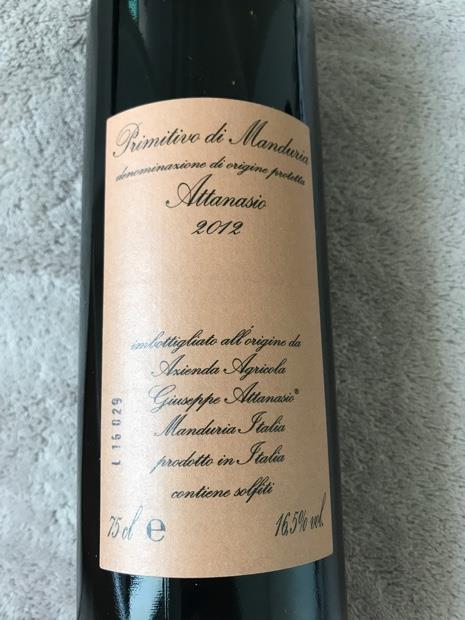 Primitivo di Manduria
denominazione di origine protetta
Attanasio
2012
imbottigliato all'origine da
Azienda Agricola
Giuseppe Attanasio®
Manduria Italia
prodotto in Italia
contiene solfiti
L 16029
75 cl e 16,5% vol.